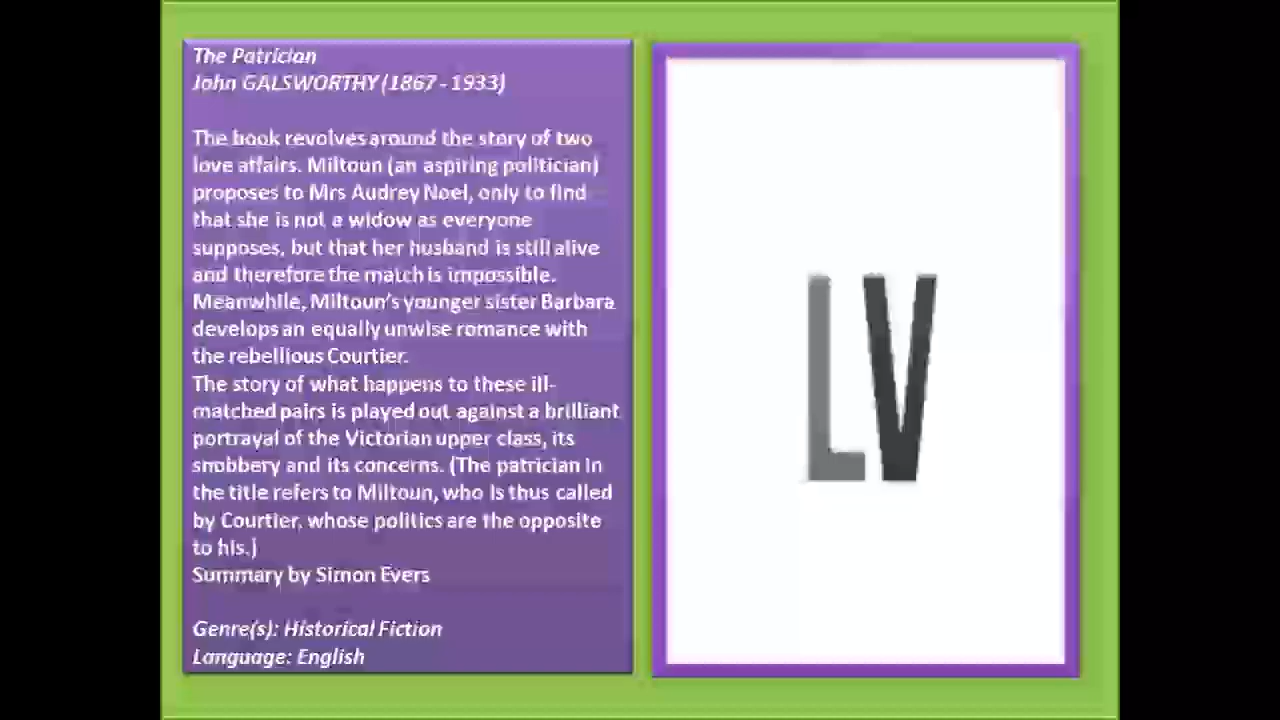 The Patrician
John GALSWORTHY (1867 - 1933)
The book revolves around the story of two
love affairs. Miltoun (an aspiring politician)
proposes to Mrs Audrey Noel, only to find
that she is not a widow as everyone
supposes, but that her husband is still alive
and therefore the match is impossible.
Meanwhile, Miltoun's younger sister Barbara
develops an equally unwise romance with
the rebellious Courtier.
The story of what happens to these ill-
matched pairs is played out against a brilliant
portrayal of the Victorian upper class, its
snobbery and its concerns. (The patrician in
the title refers to Miltoun, who is thus called
by Courtier, whose politics are the opposite
to his.)
Summary by Simon Evers
Genre(s): Historical Fiction
Language: English
LV